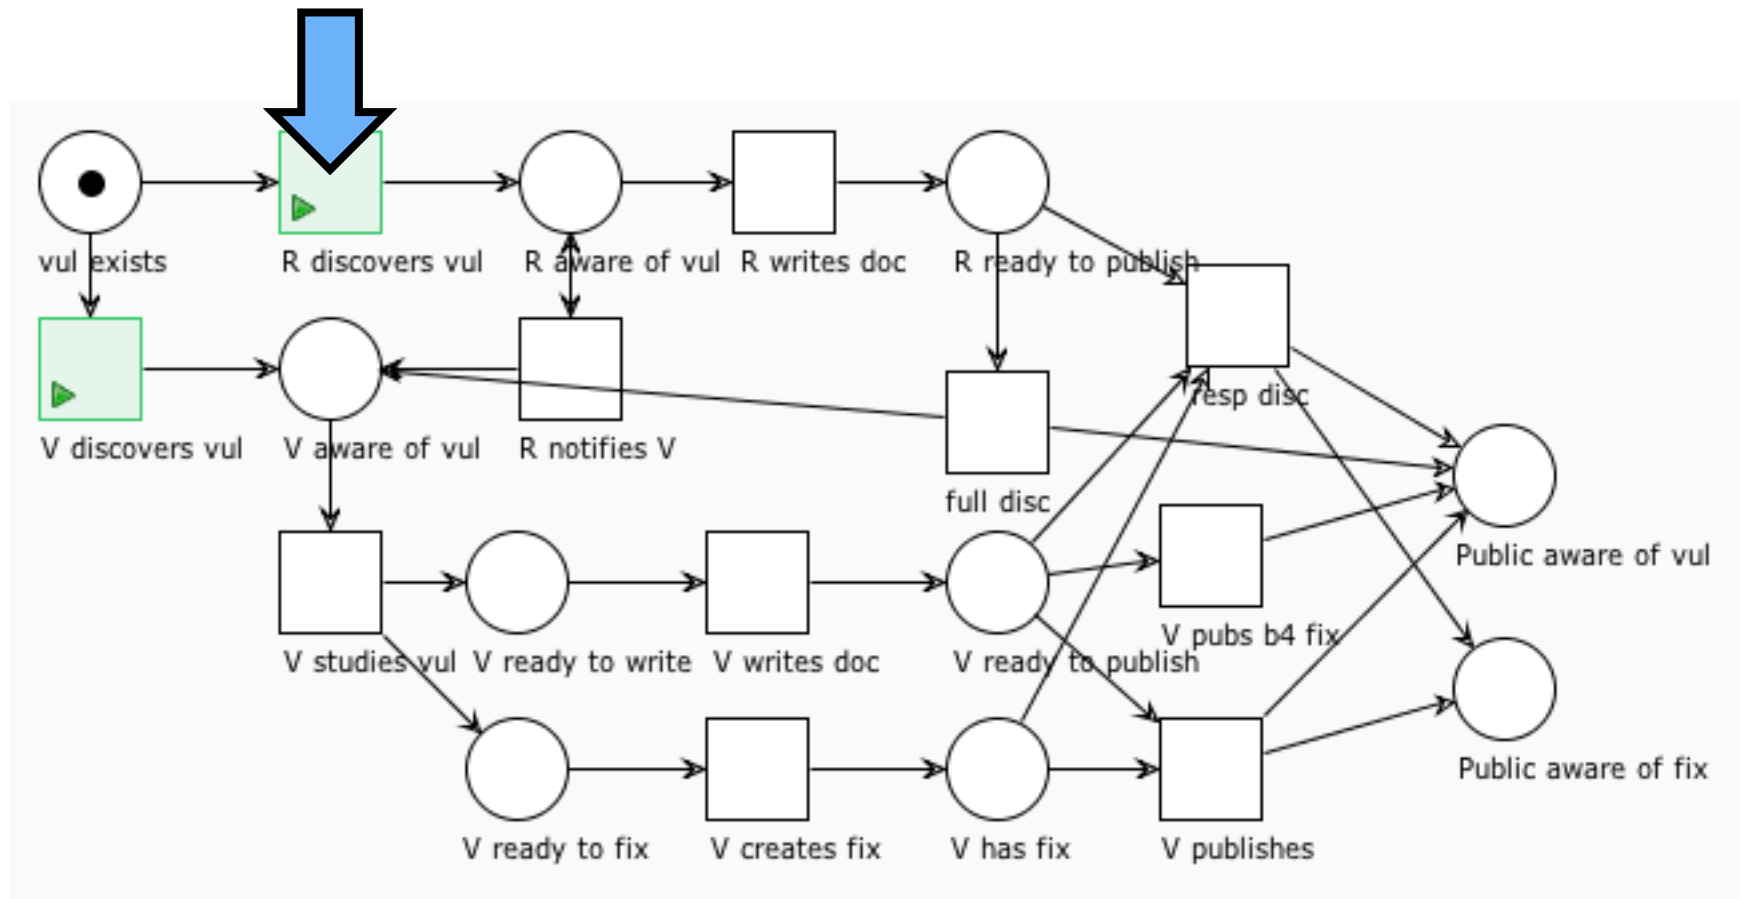 vul exists
R discovers vul
R aware of vul
R writes doc
R ready to publish
V discovers vul
V aware of vul
R notifies V
resp disc
full disc
Public aware of vul
V pubs b4 fix
V studies vul
V ready to write
V writes doc
V ready to publish
Public aware of fix
V ready to fix
V creates fix
V has fix
V publishes